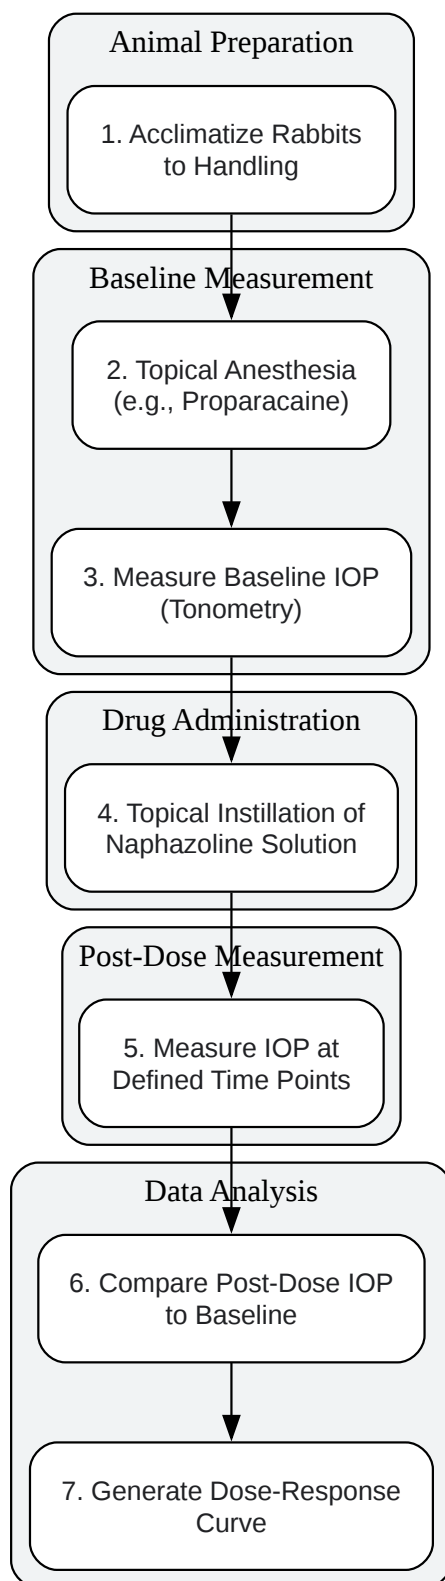 Animal Preparation
1. Acclimatize Rabbits
to Handling
Baseline Measurement
2. Topical Anesthesia
(e.g., Proparacaine)
3. Measure Baseline IOP
(Tonometry)
Drug Administration
4. Topical Instillation of
Naphazoline Solution
Post-Dose Measurement
5. Measure IOP at
Defined Time Points
Data Analysis
6. Compare Post-Dose IOP
to Baseline
7. Generate Dose-Response
Curve